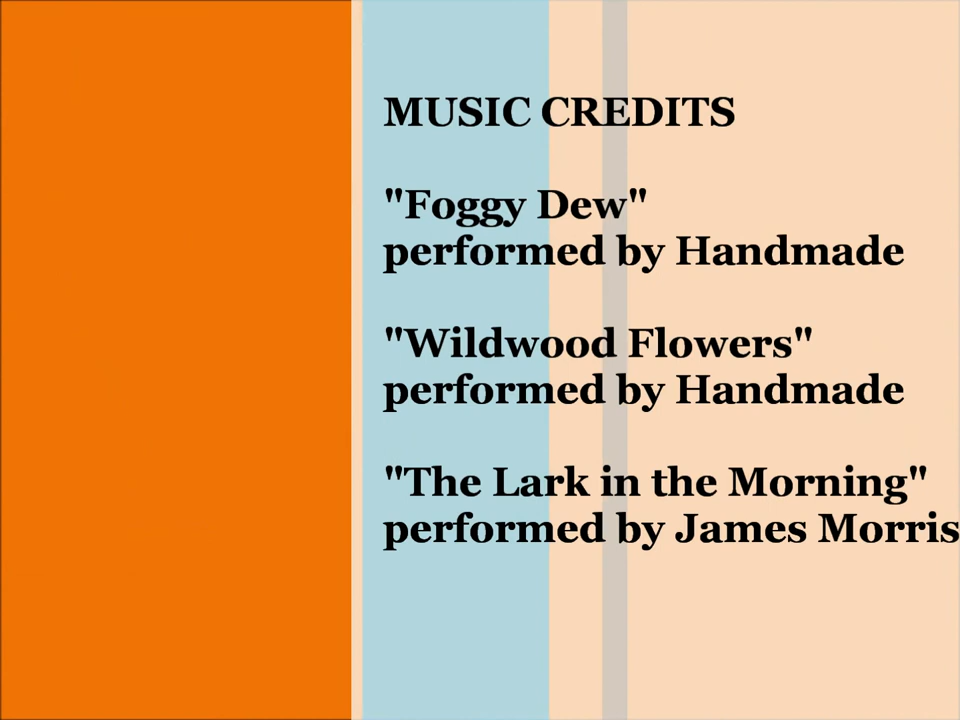 MUSIC CREDITS
"Foggy Dew"
performed by Handmade
"Wildwood Flowers"
performed by Handmade
"The Lark in the Morning"
performed by James Morris